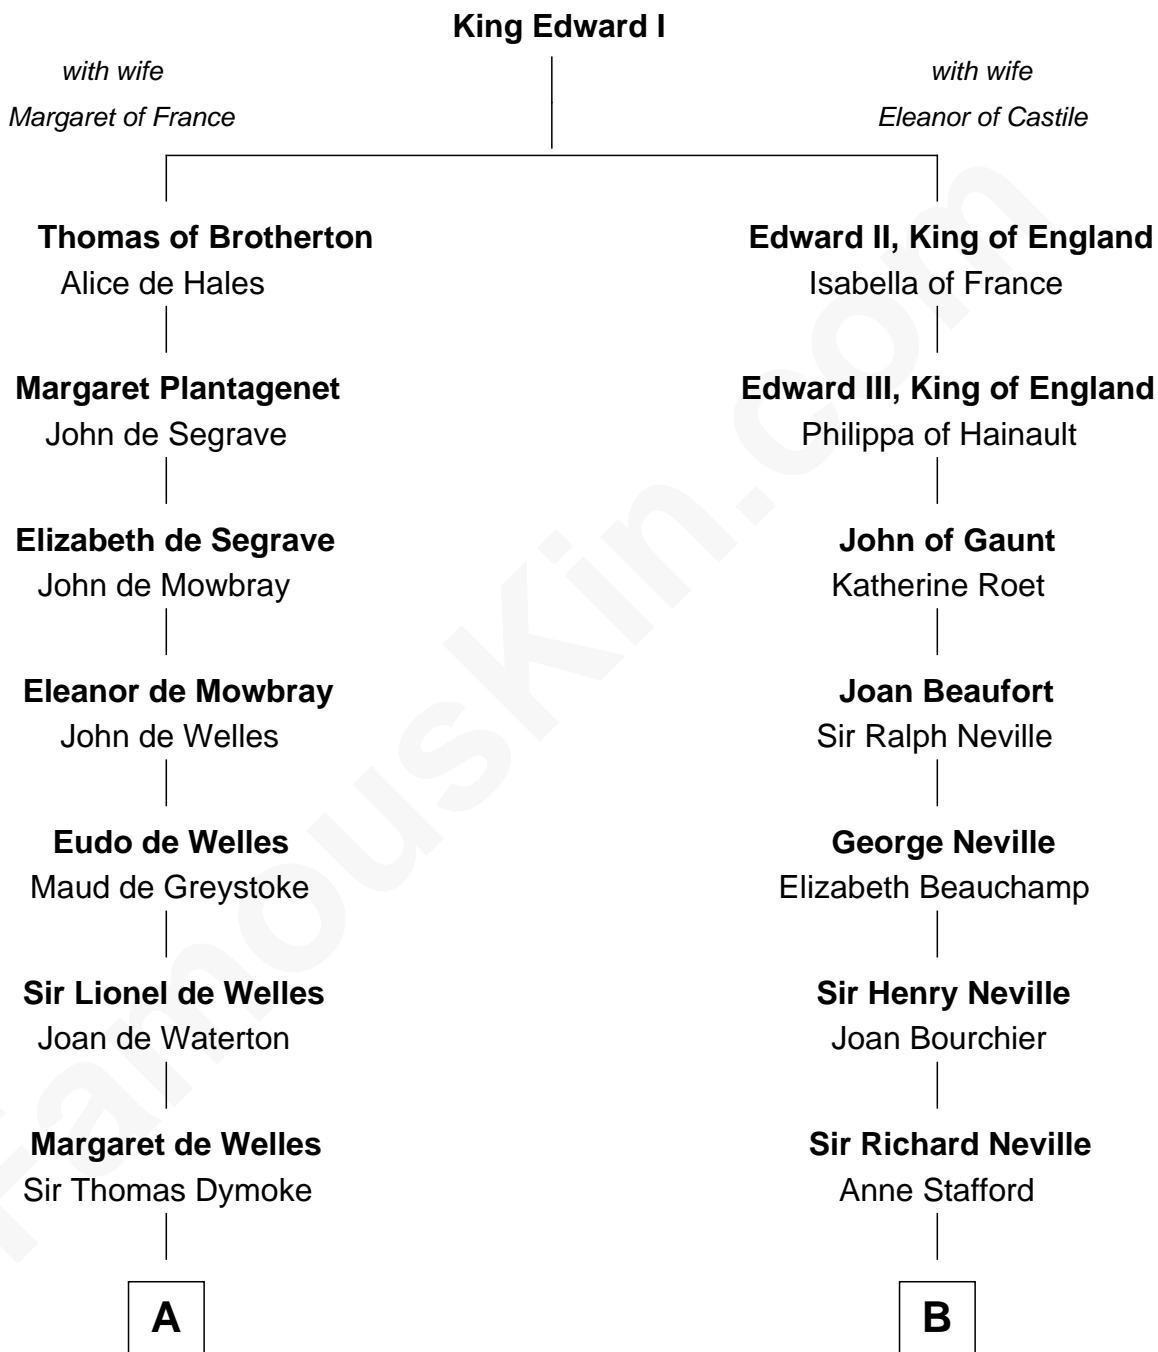 King Edward I
with wife
Margaret of France
with wife
Eleanor of Castile
Thomas of Brotherton
Alice de Hales
Edward II, King of England
Isabella of France
Margaret Plantagenet
John de Segrave
Edward III, King of England
Philippa of Hainault
Elizabeth de Segrave
John de Mowbray
John of Gaunt
Katherine Roet
Eleanor de Mowbray
John de Welles
Joan Beaufort
Sir Ralph Neville
Eudo de Welles
Maud de Greystoke
George Neville
Elizabeth Beauchamp
Sir Lionel de Welles
Joan de Waterton
Sir Henry Neville
Joan Bourchier
Margaret de Welles
Sir Thomas Dymoke
Sir Richard Neville
Anne Stafford
A
B
FamousKin.com